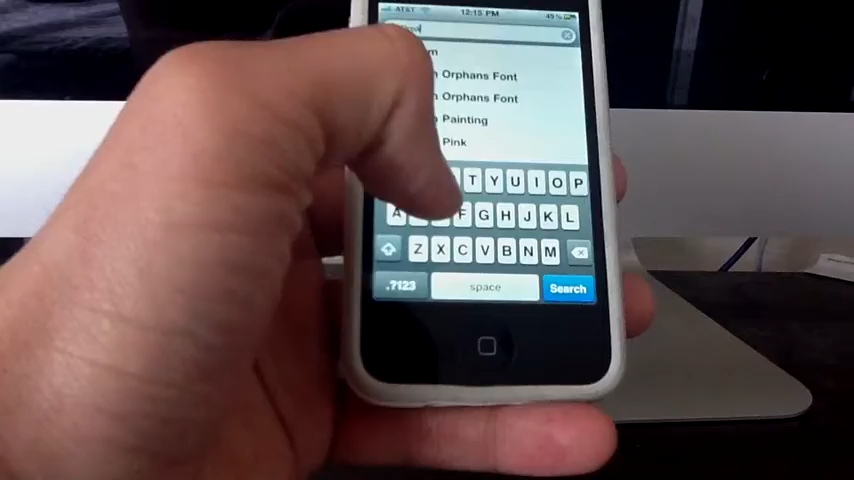 AT&T 12:15 PM 45%
m
Orphans Font
Orphans Font
Painting
Pink
T Y U I O P
A F G H J K L
Z X C V B N M
.?123 space Search